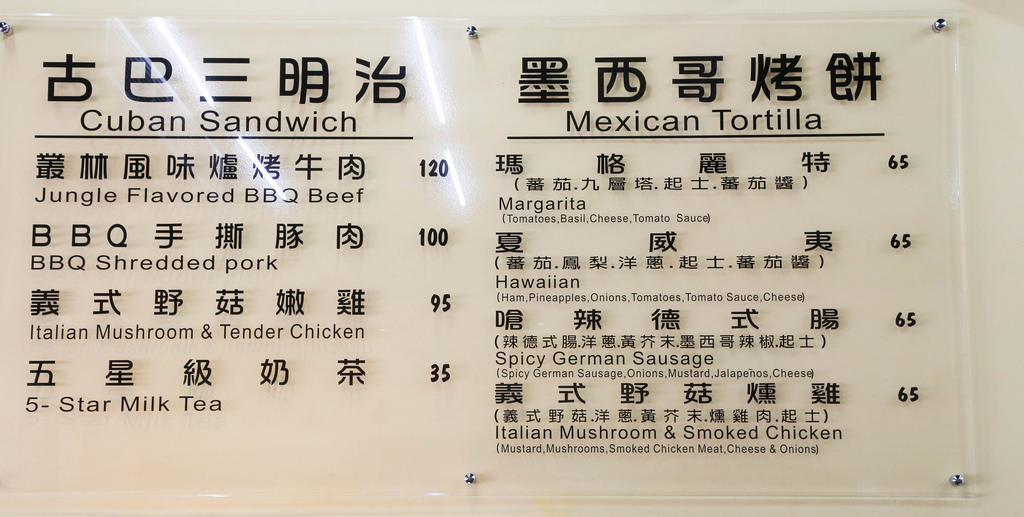 古巴三明治
Cuban Sandwich
叢林風味爐烤牛肉 120
Jungle Flavored BBQ Beef
BBQ手撕豚肉 100
BBQ Shredded pork
義式野菇嫩雞 95
Italian Mushroom & Tender Chicken
五星級奶茶 35
5- Star Milk Tea
墨西哥烤餅
Mexican Tortilla
瑪格麗特 65
(蕃茄.九層塔.起士.蕃茄醬)
Margarita
(Tomatoes,Basil,Cheese,Tomato Sauce)
夏威夷 65
(蕃茄.鳳梨.洋蔥.起士.蕃茄醬)
Hawaiian
(Ham,Pineapples,Onions,Tomatoes,Tomato Sauce,Cheese)
嗆辣德式腸 65
(辣德式腸.洋蔥.黃芥末.墨西哥辣椒.起士)
Spicy German Sausage
(Spicy German Sausage,Onions,Mustard,Jalapeños,Cheese)
義式野菇燻雞 65
(義式野菇.洋蔥.黃芥末.燻雞肉.起士)
Italian Mushroom & Smoked Chicken
(Mustard,Mushrooms,Smoked Chicken Meat,Cheese & Onions)